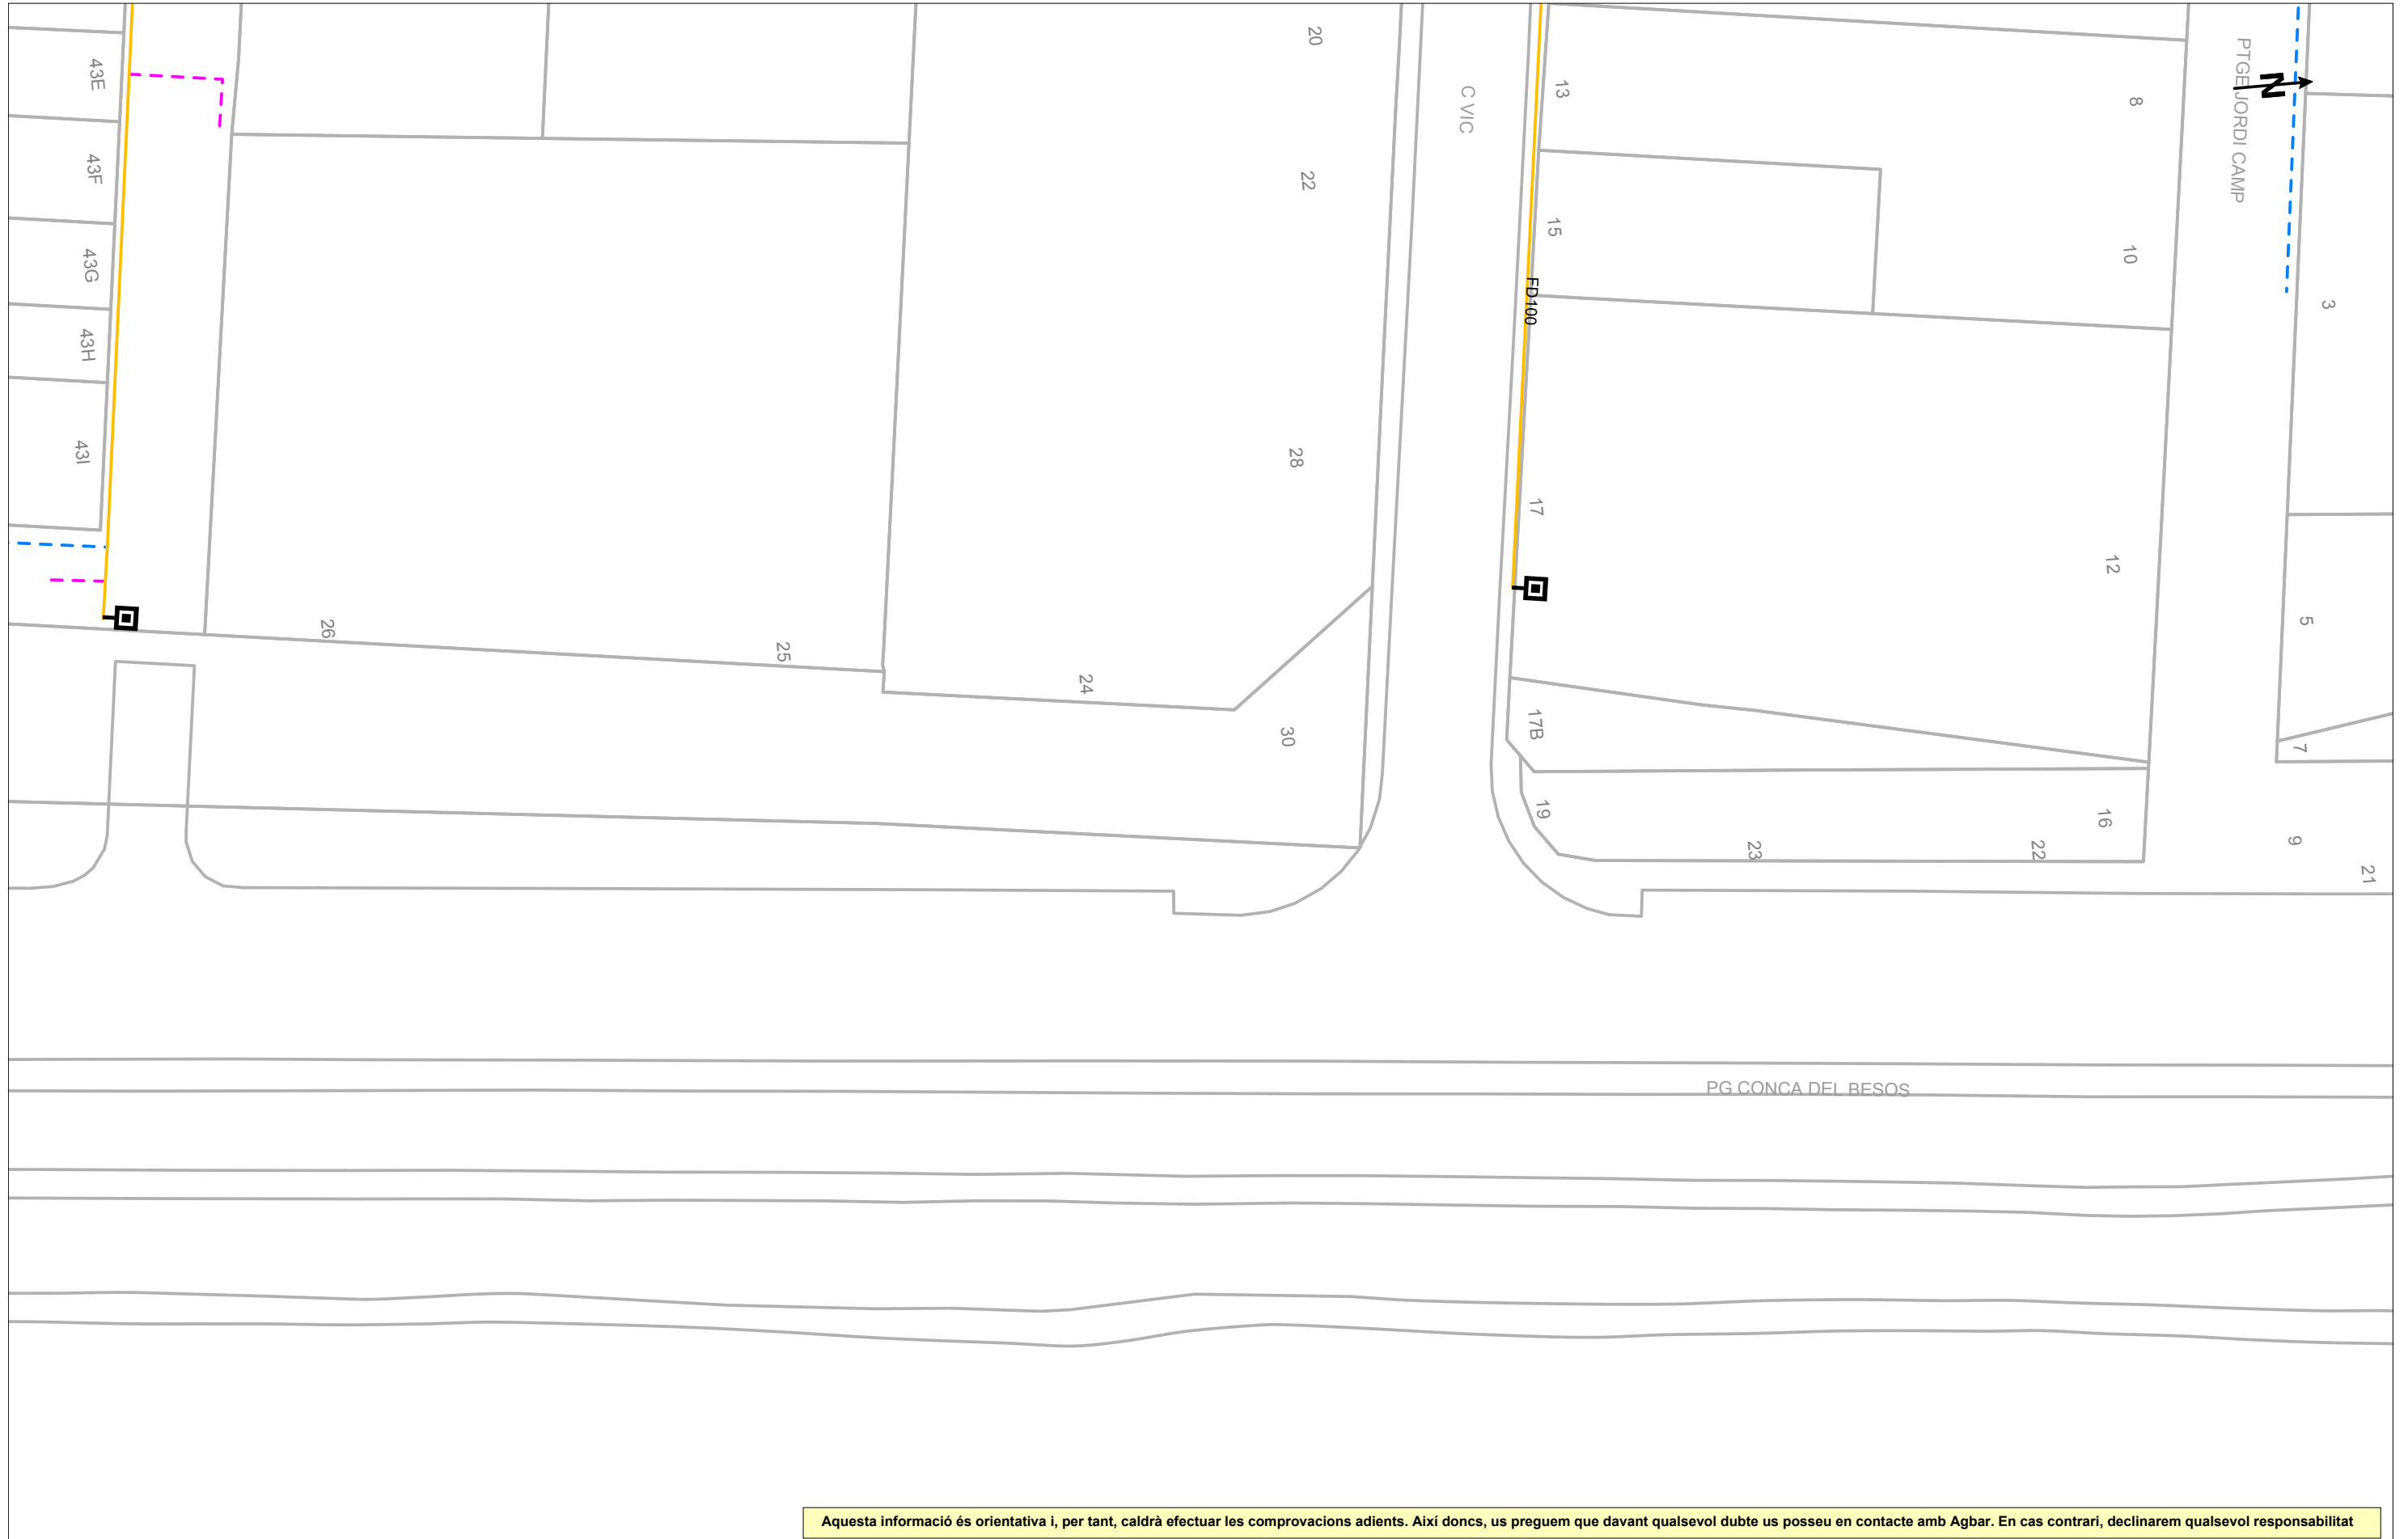 43E
43F
43G
43H
43I
20
22
28
26
25
24
30
C VIC
13
15
FD100
17
17B
19
23
22
16
8
10
12
PTGE JORDI CAMP
N
3
5
7
9
21
PG CONCA DEL BESOS
Aquesta informació és orientativa i, per tant, caldrà efectuar les comprovacions adients. Així doncs, us preguem que davant qualsevol dubte us poseu en contacte amb Agbar. En cas contrari, declinarem qualsevol responsabilitat